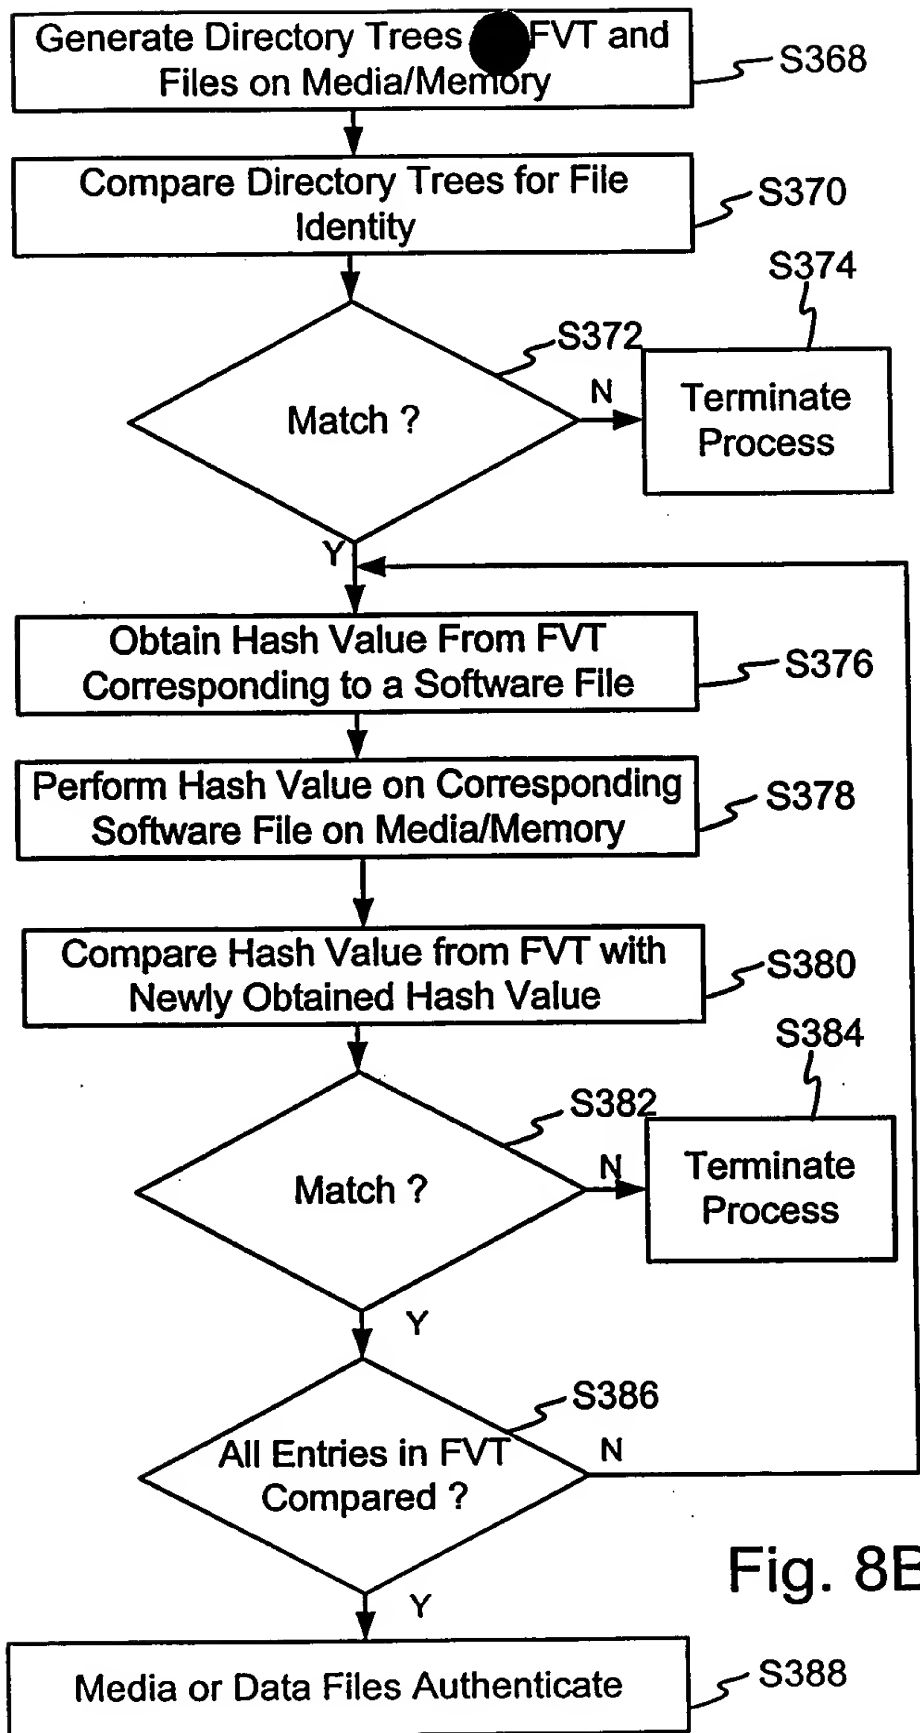 Generate Directory Trees FVT and
Files on Media/Memory
S368
Compare Directory Trees for File
Identity
S370
S374
S372
Match ?
N
Terminate
Process
Y
Obtain Hash Value From FVT
Corresponding to a Software File
S376
Perform Hash Value on Corresponding
Software File on Media/Memory
S378
Compare Hash Value from FVT with
Newly Obtained Hash Value
S380
S384
S382
Match ?
N
Terminate
Process
Y
S386
All Entries in FVT
Compared ?
N
Fig. 8B
Y
Media or Data Files Authenticate
S388